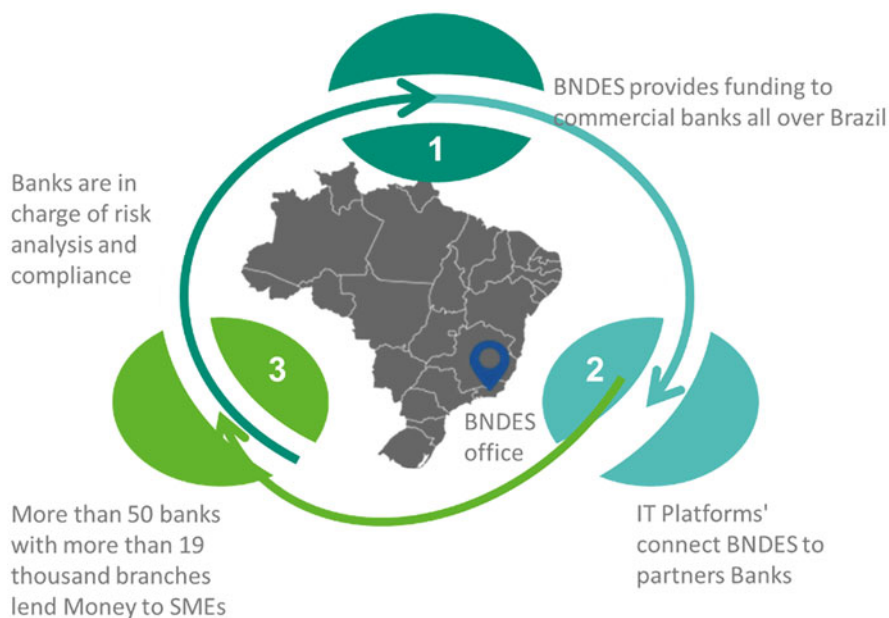 BNDES provides funding to
commercial banks all over Brazil
1
Banks are in
charge of risk
analysis and
compliance
3
2
BNDES
office
More than 50 banks
with more than 19
thousand branches
lend Money to SMEs
IT Platforms'
connect BNDES to
partners Banks